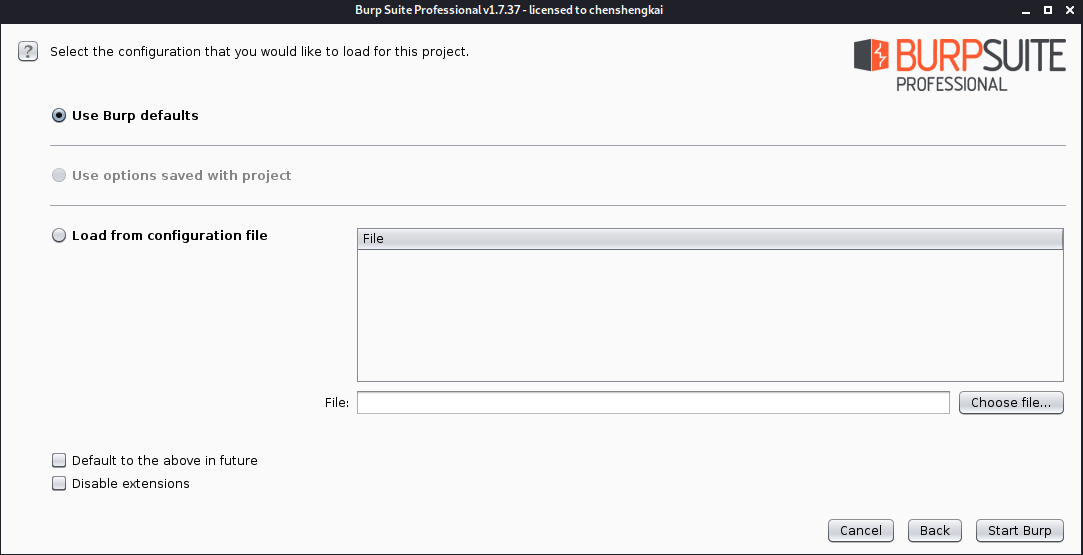 Burp Suite Professional v1.7.37 - licensed to chenshengkai
?
Select the configuration that you would like to load for this project.
BURPSUITE
PROFESSIONAL
Use Burp defaults
Use options saved with project
Load from configuration file
File
File:
Choose file...
Default to the above in future
Disable extensions
Cancel
Back
Start Burp